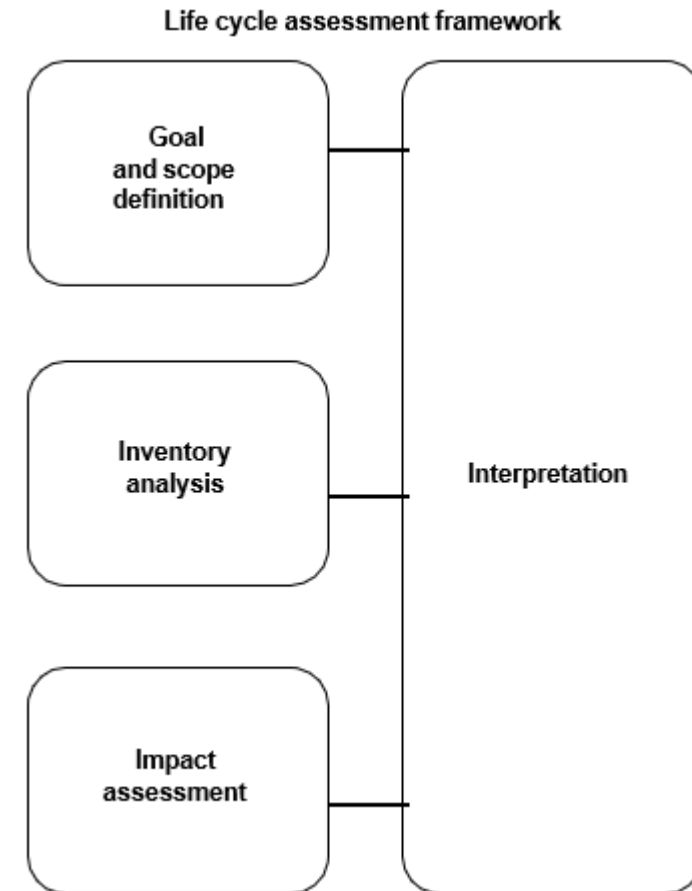 Life cycle assessment framework
Goal
and scope
definition
Inventory
analysis
Interpretation
Impact
assessment